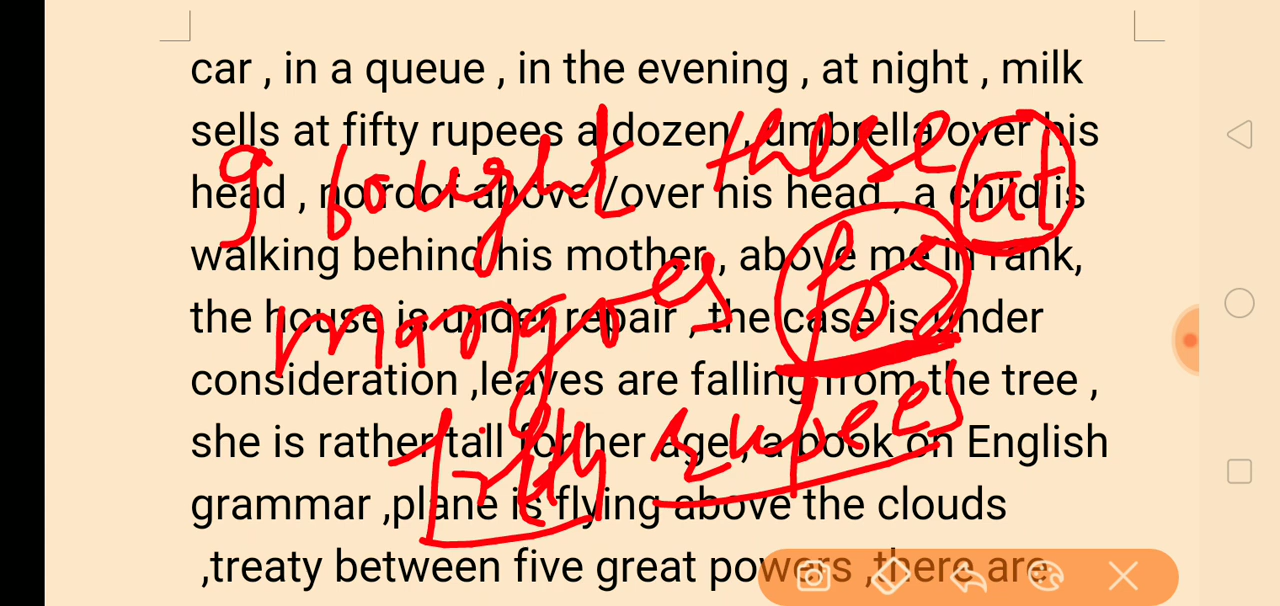 car , in a queue , in the evening , at night , milk
sells at fifty rupees a dozen , umbrella over his
head , no roof above /over his head , a child is
walking behind his mother , above me in rank,
the house is under repair , the case is under
consideration ,leaves are falling from the tree ,
she is rather tall for her age , a book on English
grammar ,plane is flying above the clouds
,treaty between five great powers ,there are
I bought these at
mangoes for
fifty rupees